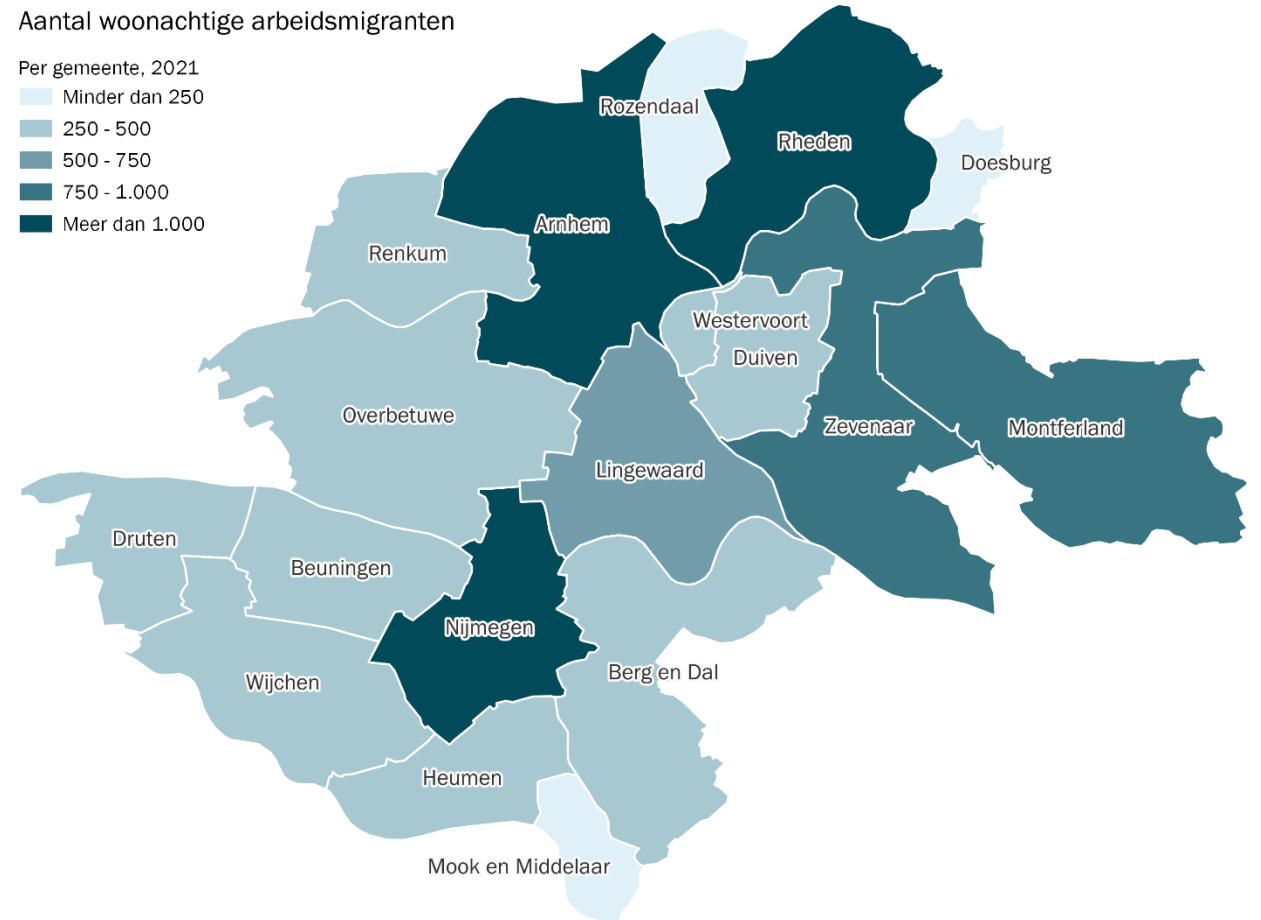 Aantal woonachtige arbeidsmigranten
Per gemeente, 2021
Minder dan 250
250 - 500
500 - 750
750 - 1.000
Meer dan 1.000
Rozendaal
Rheden
Doesburg
Arnhem
Renkum
Westervoort
Duiven
Overbetuwe
Zevenaar
Montferland
Lingewaard
Druten
Beuningen
Nijmegen
Berg en Dal
Wijchen
Heumen
Mook en Middelaar